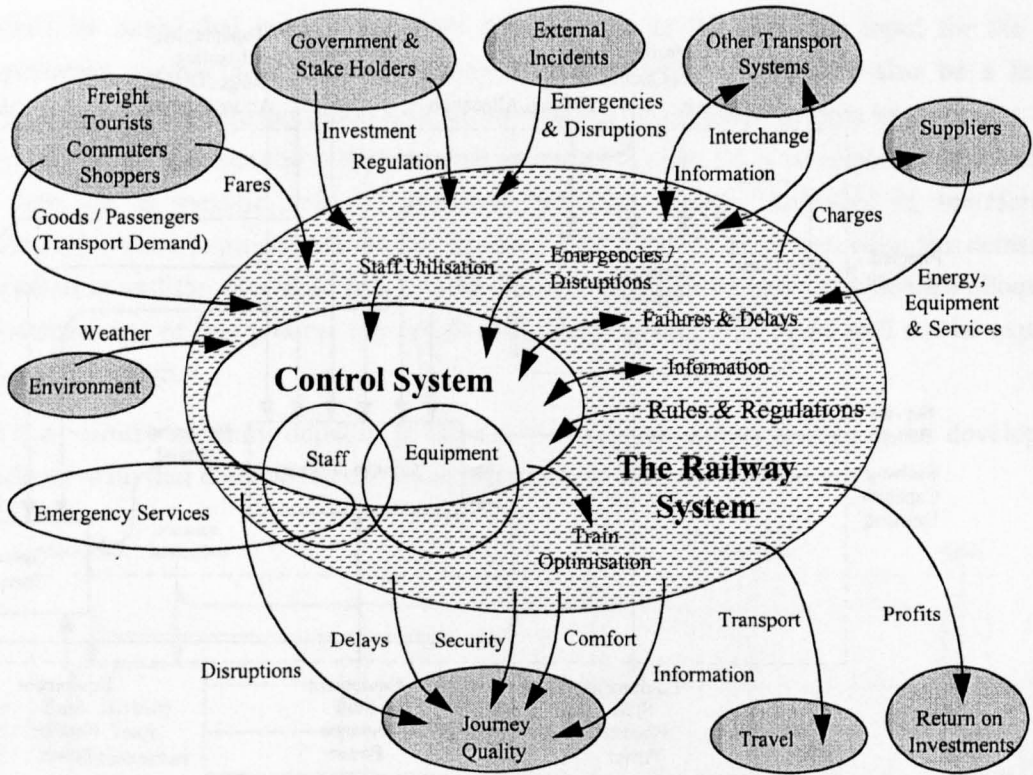 Government &
Stake Holders
External
Incidents
Other Transport
Systems
Freight
Tourists
Commuters
Shoppers
Suppliers
Investment
Regulation
Emergencies
& Disruptions
Interchange
Information
Fares
Charges
Goods / Passengers
(Transport Demand)
Staff Utilisation
Emergencies /
Disruptions
Energy,
Equipment
& Services
Weather
Failures & Delays
Environment
Control System
Information
Rules & Regulations
Staff
Equipment
The Railway
System
Emergency Services
Train
Optimisation
Delays
Security
Comfort
Transport
Profits
Disruptions
Information
Journey
Quality
Travel
Return on
Investments